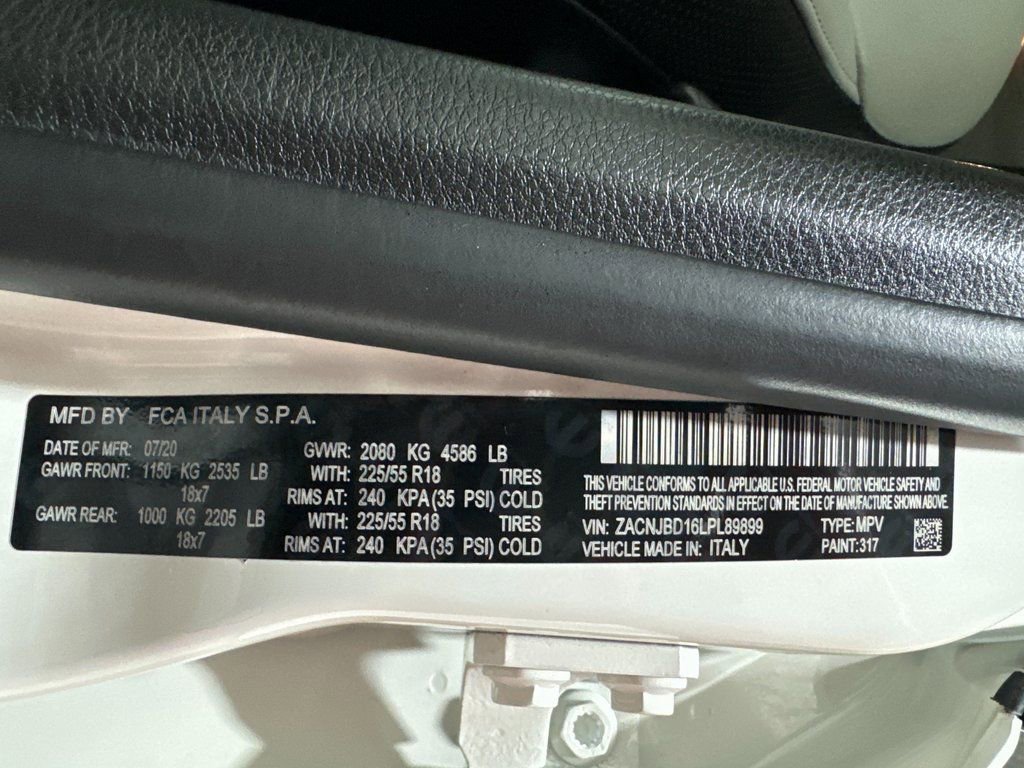 MFD BY FCA ITALY S.P.A.
DATE OF MFR: 07/20
GVWR: 2080 KG 4586 LB
GAWR FRONT: 1150 KG 2535 LB
WITH: 225/55 R18 TIRES
18x7
RIMS AT: 240 KPA (35 PSI) COLD
GAWR REAR: 1000 KG 2205 LB
WITH: 225/55 R18 TIRES
18x7
RIMS AT: 240 KPA (35 PSI) COLD
THIS VEHICLE CONFORMS TO ALL APPLICABLE U.S. FEDERAL MOTOR VEHICLE SAFETY AND
THEFT PREVENTION STANDARDS IN EFFECT ON THE DATE OF MANUFACTURE SHOWN ABOVE.
VIN: ZACNJBD16LPL89899 TYPE: MPV
VEHICLE MADE IN: ITALY PAINT: 317